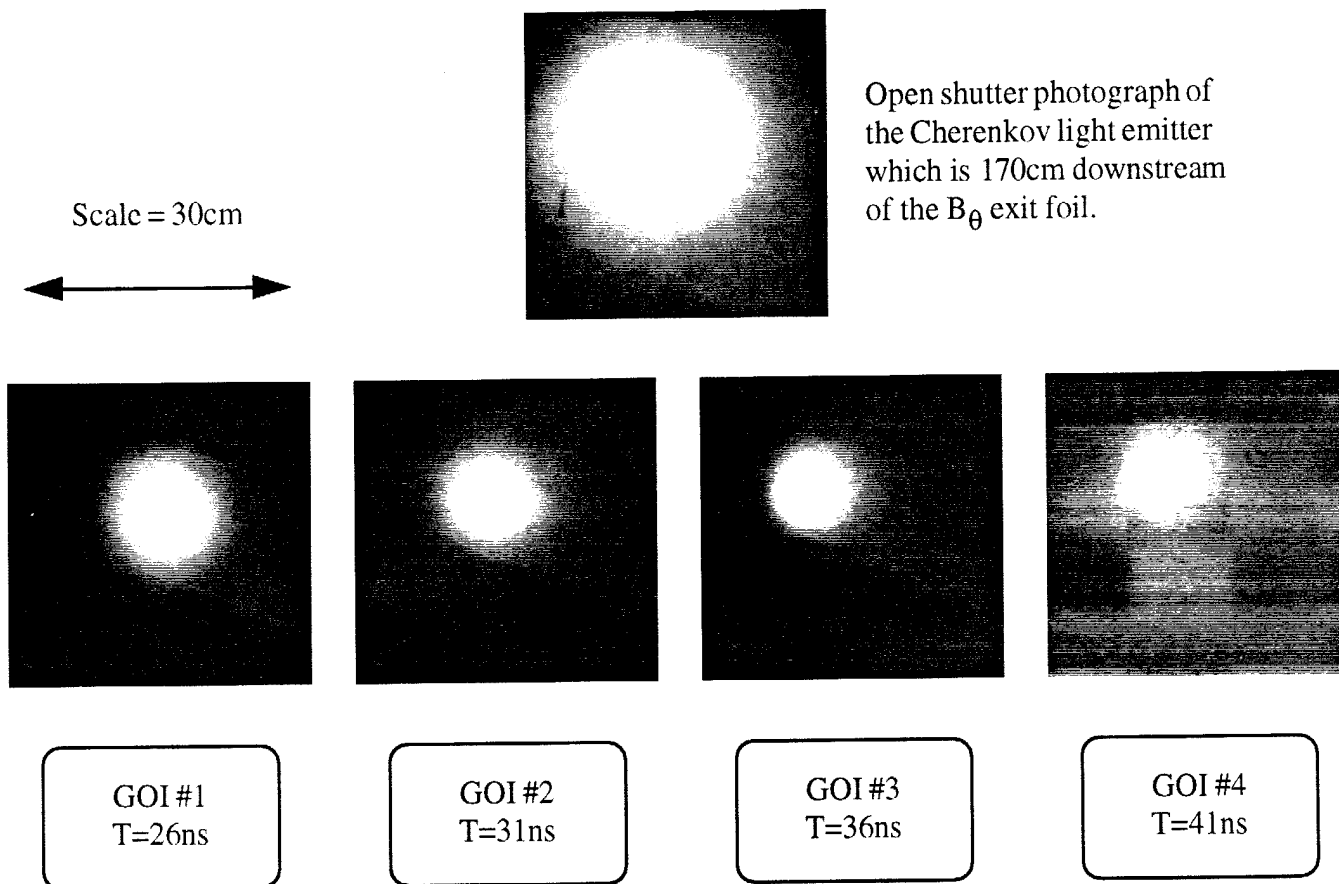 Open shutter photograph of
the Cherenkov light emitter
which is 170cm downstream
of the Bθ exit foil.
Scale = 30cm
GOI #1
T=26ns
GOI #2
T=31ns
GOI #3
T=36ns
GOI #4
T=41ns